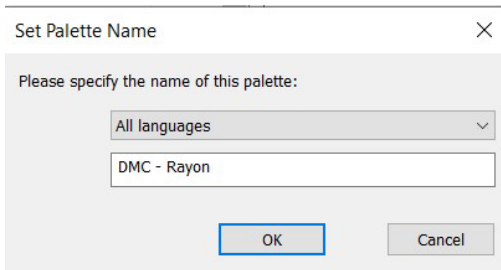 Set Palette Name
Please specify the name of this palette:
All languages
DMC - Rayon
OK Cancel